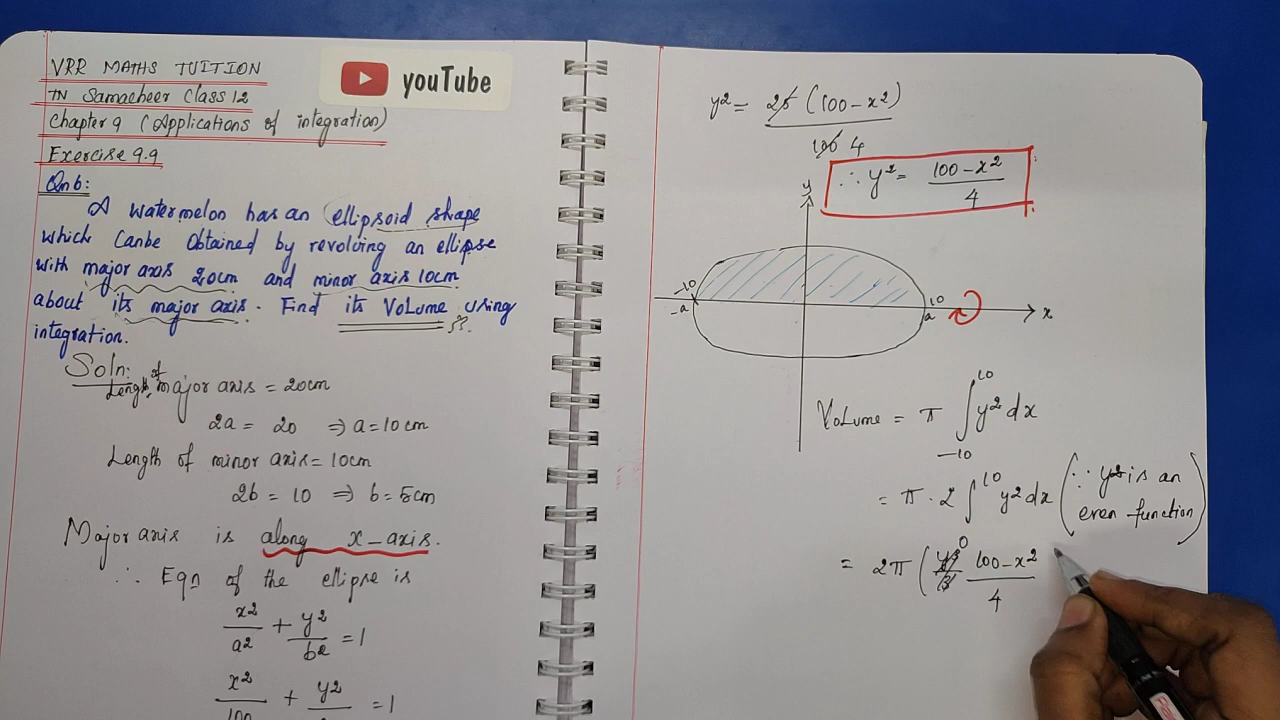 VRR MATHS TUITION
TN Samacheer Class 12
Chapter 9 (Applications of integration)
Exercise 9.9
Qn 6:
A watermelon has an ellipsoid shape
which can be obtained by revolving an ellipse
with major axis 20cm and minor axis 10cm
about its major axis. Find its Volume using
integration.
Soln:
Length of major axis = 20cm
2a = 20 ⇒ a = 10cm
Length of minor axis = 10cm
2b = 10 ⇒ b = 5cm
Major axis is along x-axis.
∴ Eqn of the ellipse is
x²/a² + y²/b² = 1
x²/100 + y²/ = 1
youTube
y² = 25 (100 - x²)
100 4
∴ y² = 100 - x² / 4
y
-10
-a
10
a
x
Volume = π ∫ -10 10 y² dx
= π · 2 ∫ 10 y² dx (∵ y² is an
even function)
= 2π ( 0 100 - x² / 4